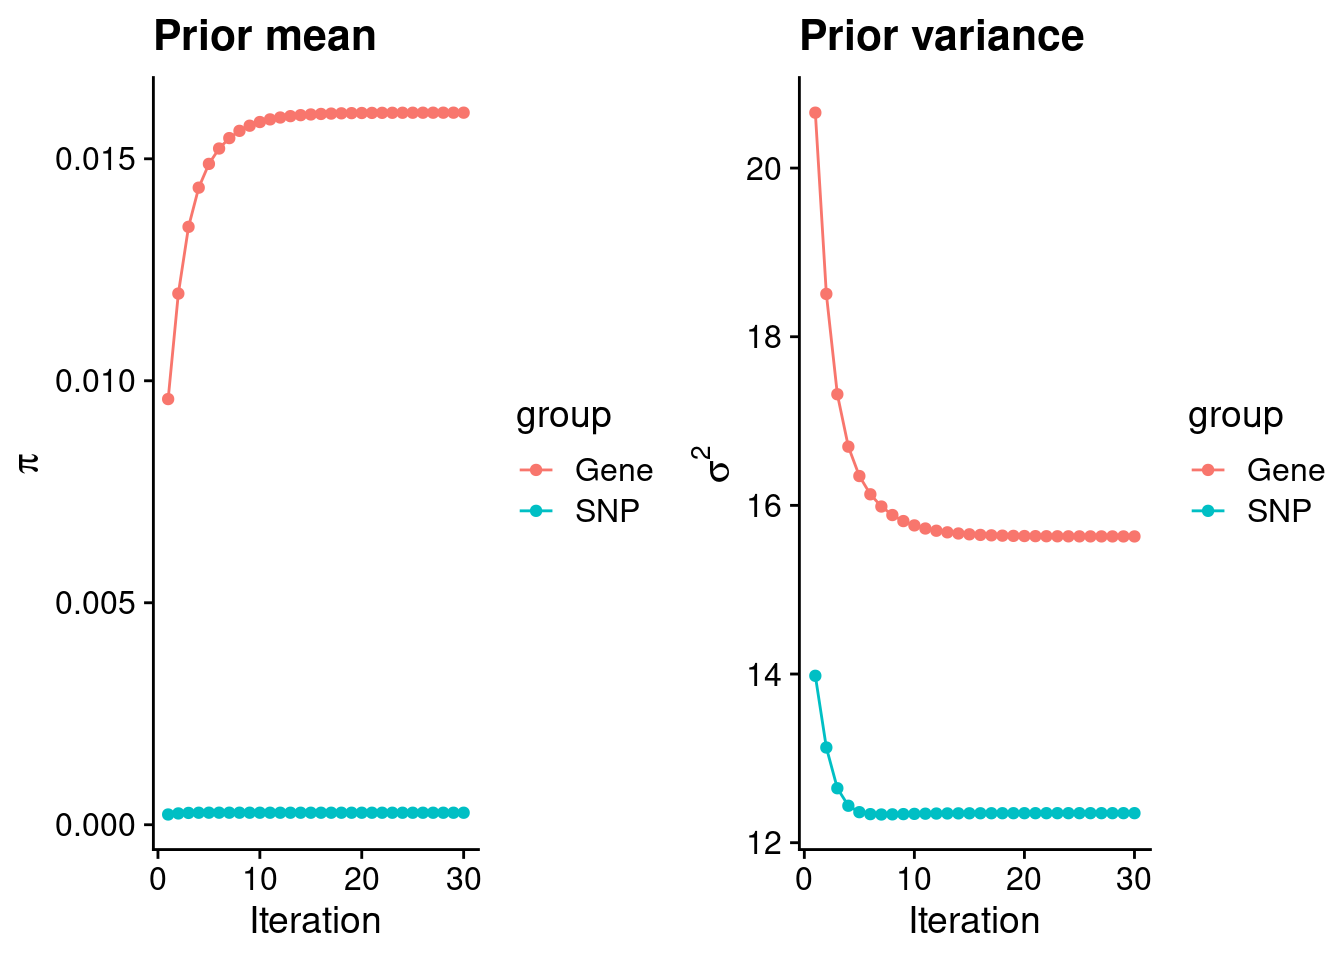 Prior mean
π
0.015
0.010
0.005
0.000
0 10 20 30
Iteration
group
Gene
SNP
Prior variance
σ²
20
18
16
14
12
0 10 20 30
Iteration
group
Gene
SNP